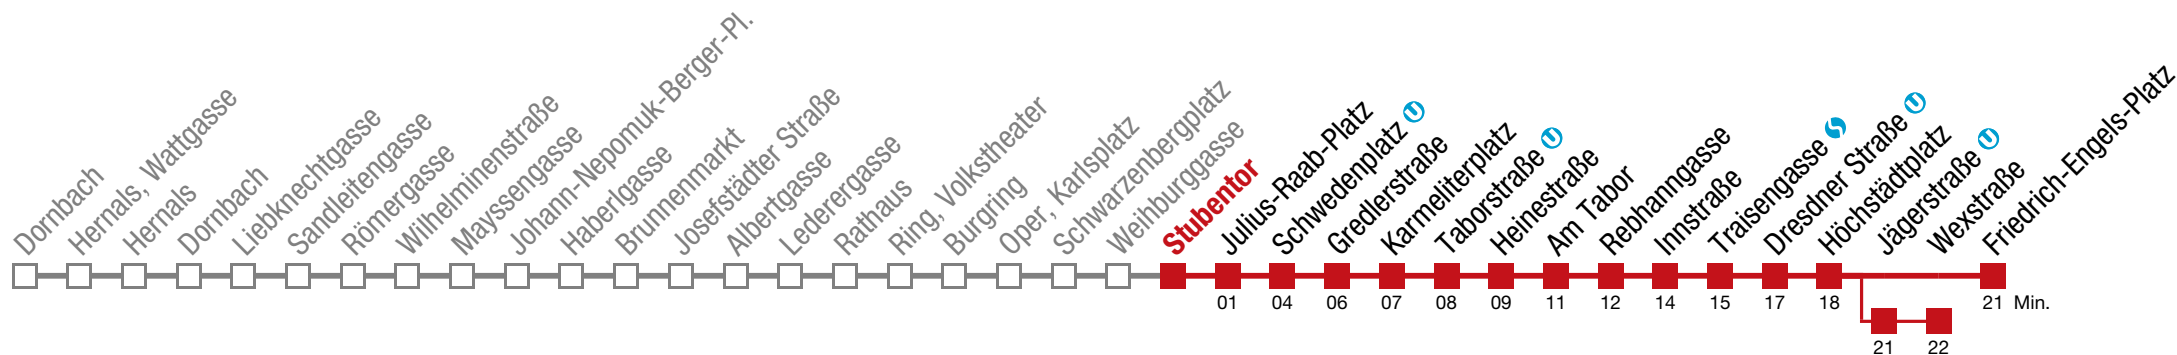 Dornbach
Hernals, Wattgasse
Hernals
Dornbach
Liebknechtgasse
Sandleitengasse
Römergasse
Wilhelminenstraße
Mayssengasse
Johann-Nepomuk-Berger-Pl.
Haberlgasse
Brunnenmarkt
Josefstädter Straße
Albertgasse
Lederergasse
Rathaus
Ring, Volkstheater
Burgring
Oper, Karlsplatz
Schwarzenbergplatz
Weihburggasse
Stubentor
Julius-Raab-Platz
Schwedenplatz U
Gredlerstraße
Karmeliterplatz
Taborstraße U
Heinestraße
Am Tabor
Rebhanngasse
Innstraße
Traisengasse S
Dresdner Straße U
Höchstädtplatz
Jägerstraße U
Wexstraße
Friedrich-Engels-Platz
01 04 06 07 08 09 11 12 14 15 17 18 21 Min.
21 22